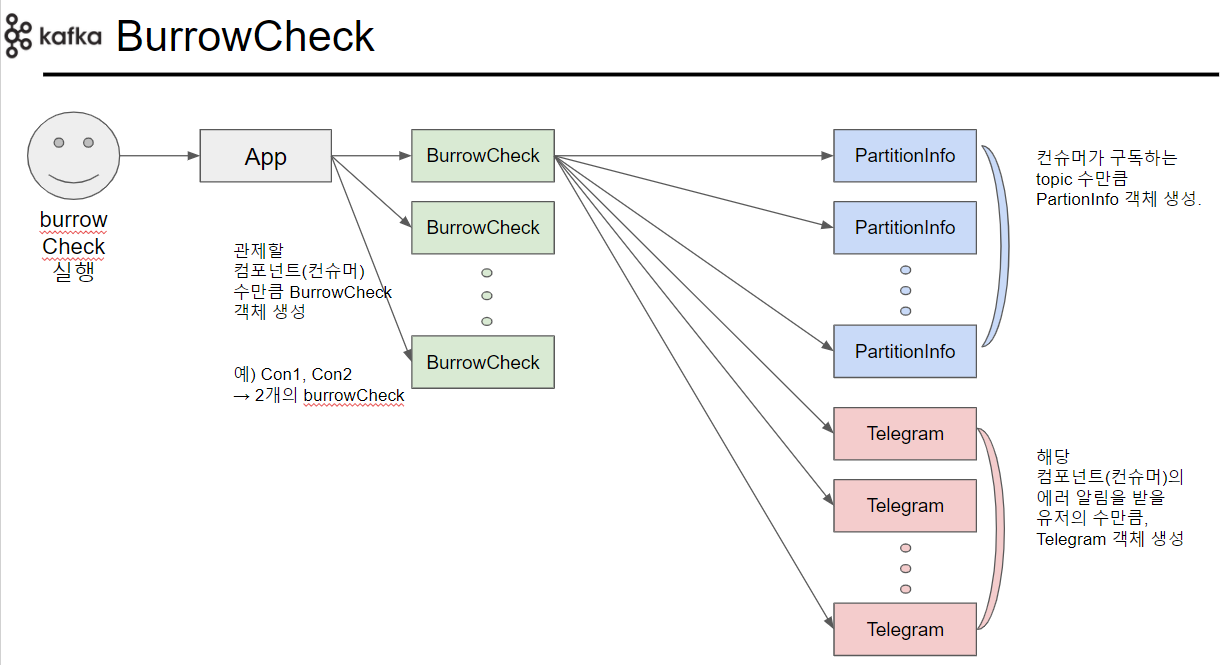 kafka BurrowCheck
burrow
Check
실행
App
BurrowCheck
BurrowCheck
BurrowCheck
관제할
컴포넌트(컨슈머)
수만큼 BurrowCheck
객체 생성
예) Con1, Con2
→ 2개의 burrowCheck
PartitionInfo
PartitionInfo
PartitionInfo
컨슈머가 구독하는
topic 수만큼
PartionInfo 객체 생성.
Telegram
Telegram
Telegram
해당
컴포넌트(컨슈머)의
에러 알림을 받을
유저의 수만큼,
Telegram 객체 생성